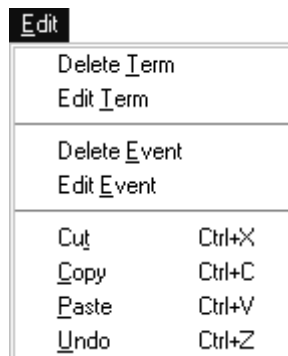 Edit
Delete Term
Edit Term
Delete Event
Edit Event
Cut Ctrl+X
Copy Ctrl+C
Paste Ctrl+V
Undo Ctrl+Z